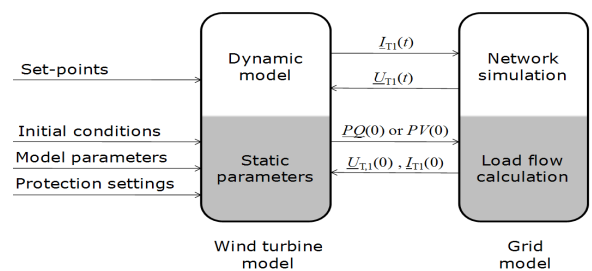 Set-points
Initial conditions
Model parameters
Protection settings
Dynamic
model
Static
parameters
I_T1(t)
U_T1(t)
PQ(0) or PV(0)
U_T,1(0) , I_T1(0)
Network
simulation
Load flow
calculation
Wind turbine
model
Grid
model